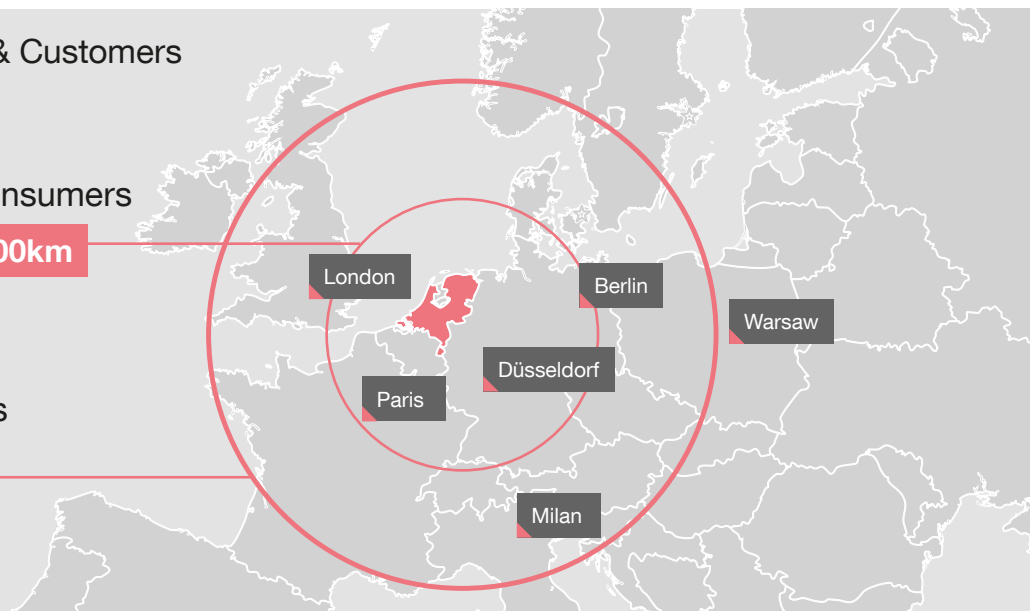 & Customers
nsumers
00km
London
Berlin
Warsaw
Düsseldorf
Paris
s
Milan